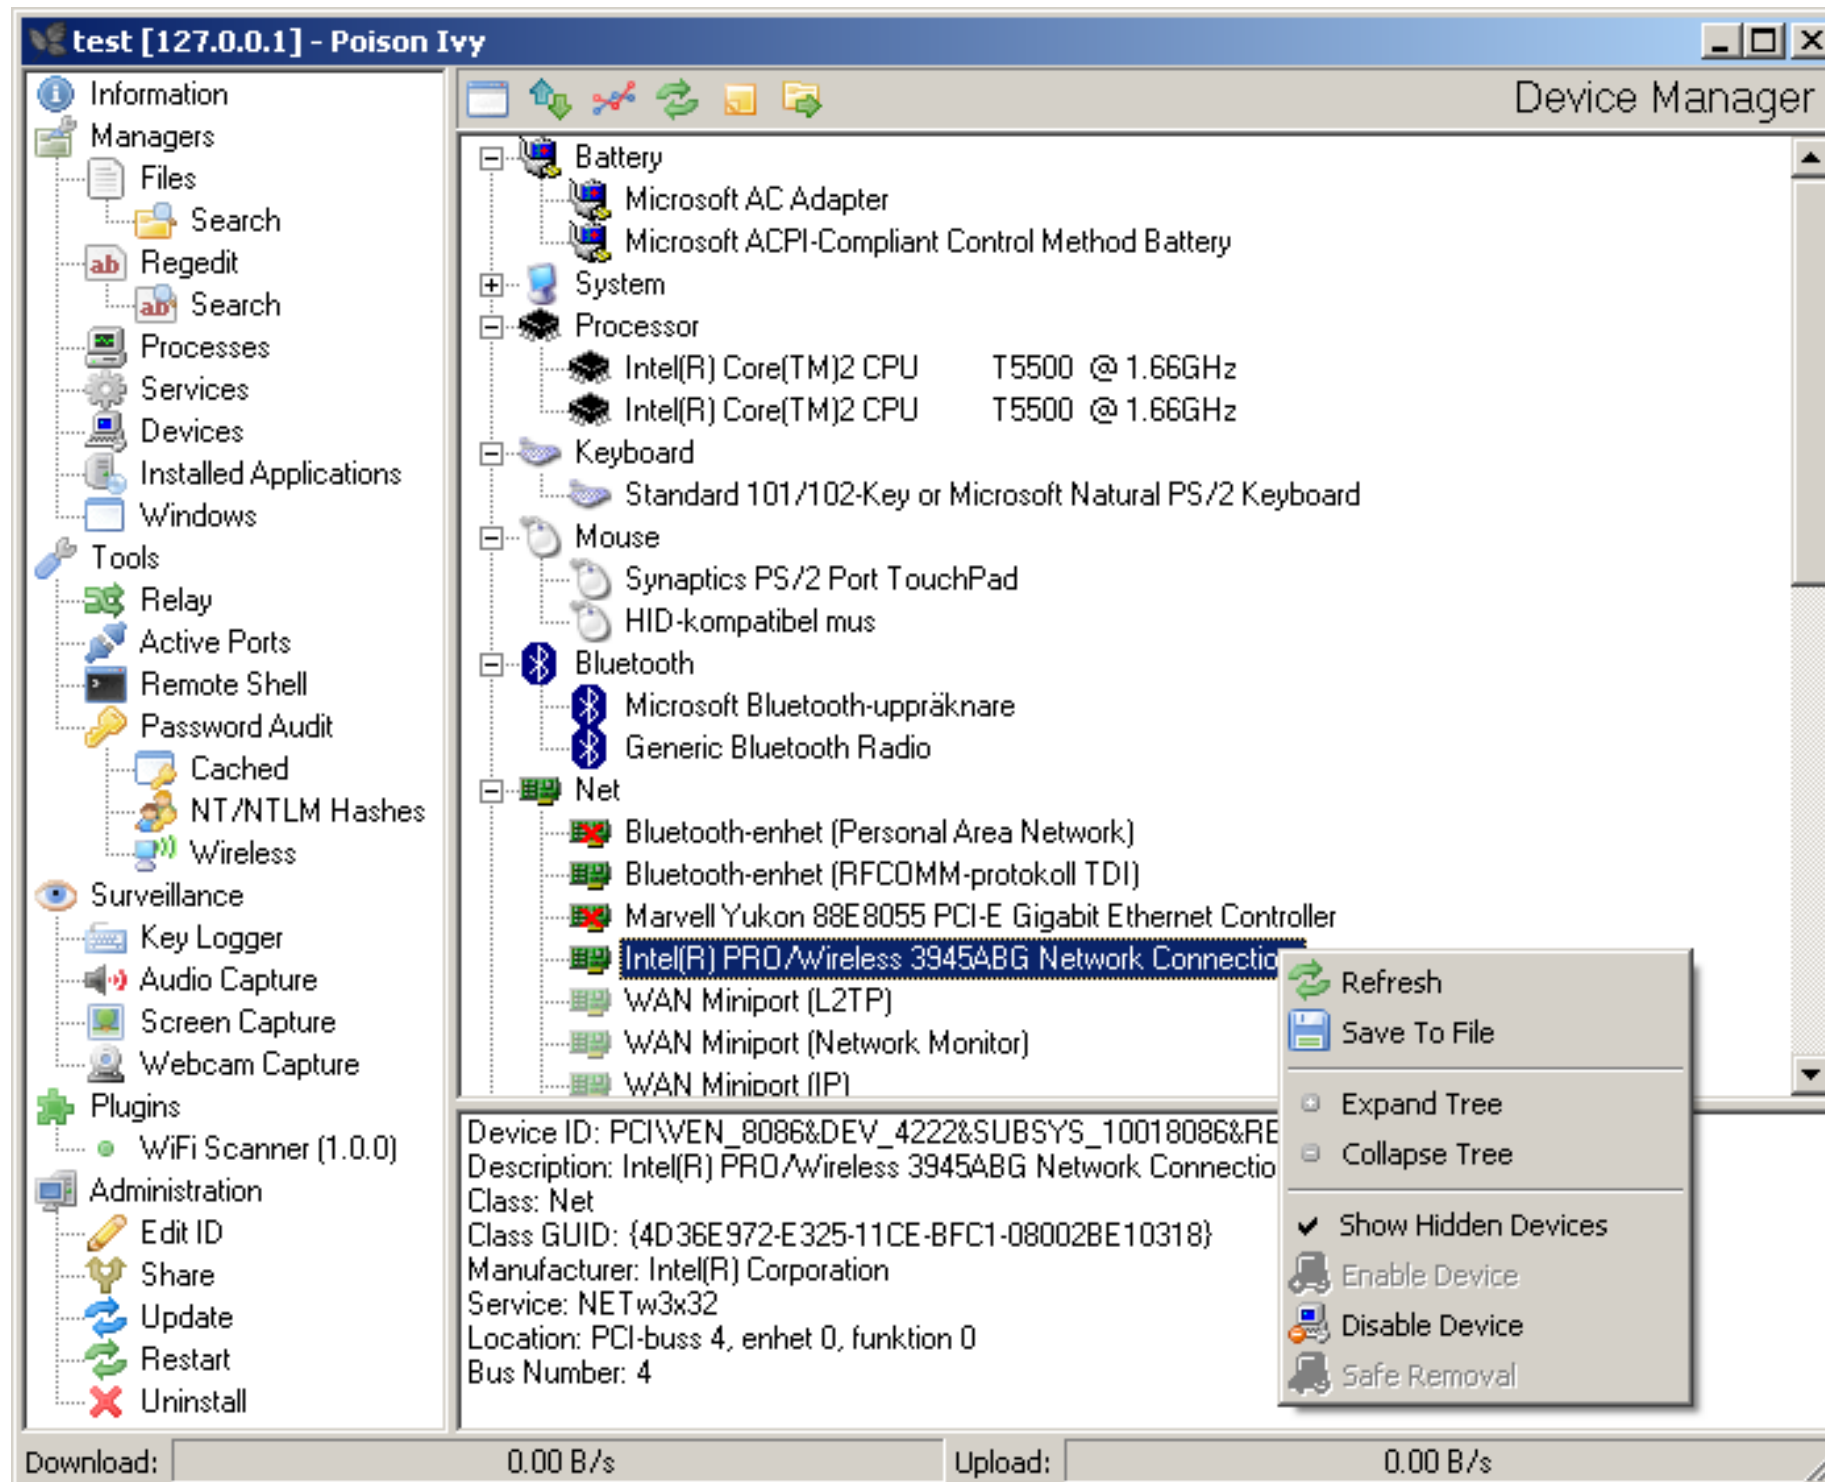 test [127.0.0.1] - Poison Ivy
Information
Managers
Files
Search
Regedit
Search
Processes
Services
Devices
Installed Applications
Windows
Tools
Relay
Active Ports
Remote Shell
Password Audit
Cached
NT/NTLM Hashes
Wireless
Surveillance
Key Logger
Audio Capture
Screen Capture
Webcam Capture
Plugins
WiFi Scanner (1.0.0)
Administration
Edit ID
Share
Update
Restart
Uninstall
Device Manager
Battery
Microsoft AC Adapter
Microsoft ACPI-Compliant Control Method Battery
System
Processor
Intel(R) Core(TM)2 CPU T5500 @ 1.66GHz
Intel(R) Core(TM)2 CPU T5500 @ 1.66GHz
Keyboard
Standard 101/102-Key or Microsoft Natural PS/2 Keyboard
Mouse
Synaptics PS/2 Port TouchPad
HID-kompatibel mus
Bluetooth
Microsoft Bluetooth-uppräknare
Generic Bluetooth Radio
Net
Bluetooth-enhet (Personal Area Network)
Bluetooth-enhet (RFCOMM-protokoll TDI)
Marvell Yukon 88E8055 PCI-E Gigabit Ethernet Controller
Intel(R) PRO/Wireless 3945ABG Network Connectio
WAN Miniport (L2TP)
WAN Miniport (Network Monitor)
WAN Miniport (IP)
Device ID: PCI\VEN_8086&DEV_4222&SUBSYS_10018086&RE
Description: Intel(R) PRO/Wireless 3945ABG Network Connectio
Class: Net
Class GUID: {4D36E972-E325-11CE-BFC1-08002BE10318}
Manufacturer: Intel(R) Corporation
Service: NETw3x32
Location: PCI-buss 4, enhet 0, funktion 0
Bus Number: 4
Refresh
Save To File
Expand Tree
Collapse Tree
Show Hidden Devices
Enable Device
Disable Device
Safe Removal
Download: 0.00 B/s Upload: 0.00 B/s